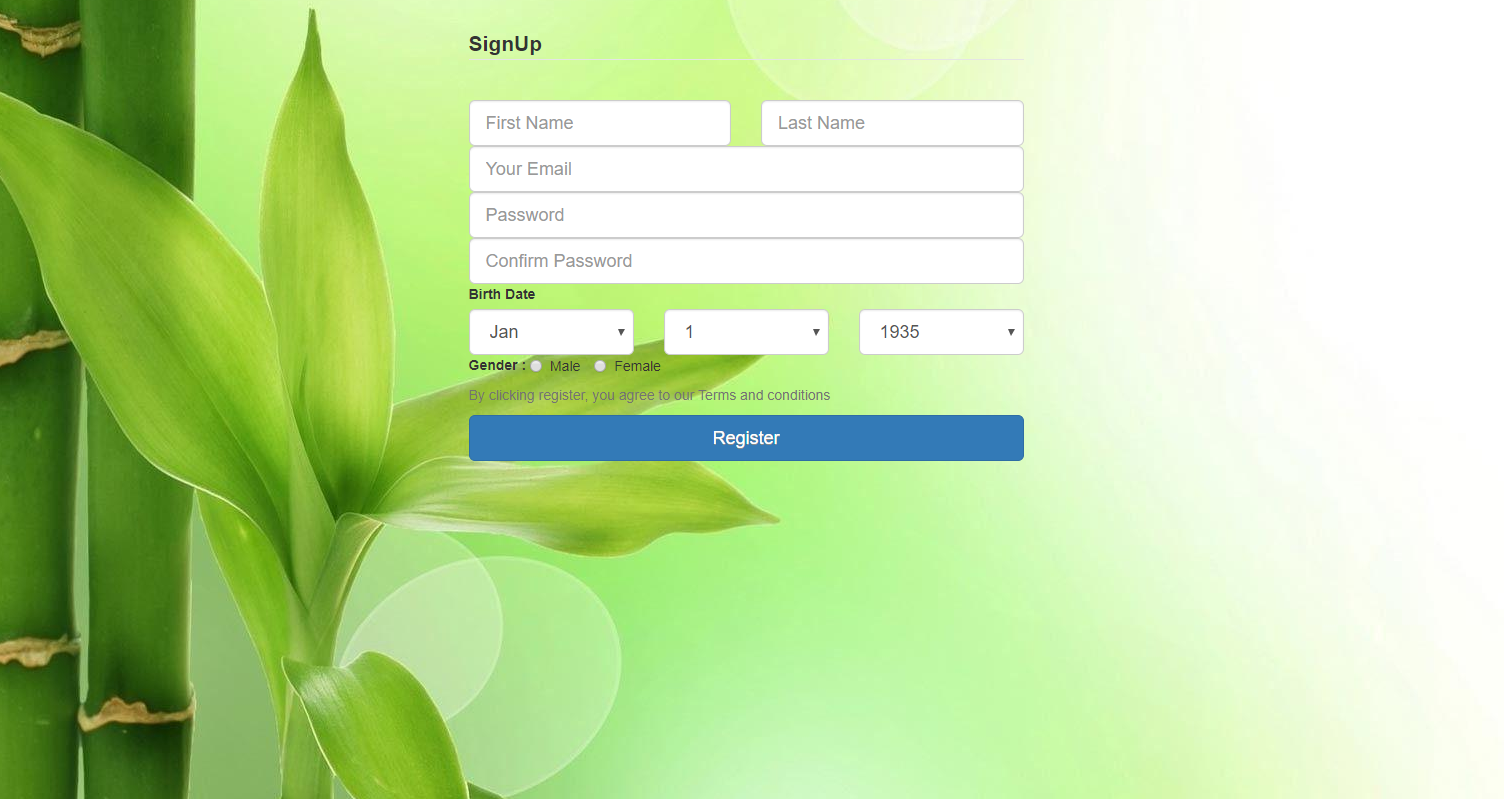 SignUp
First Name Last Name
Your Email
Password
Confirm Password
Birth Date
Jan 1 1935
Gender : Male Female
By clicking register, you agree to our Terms and conditions
Register